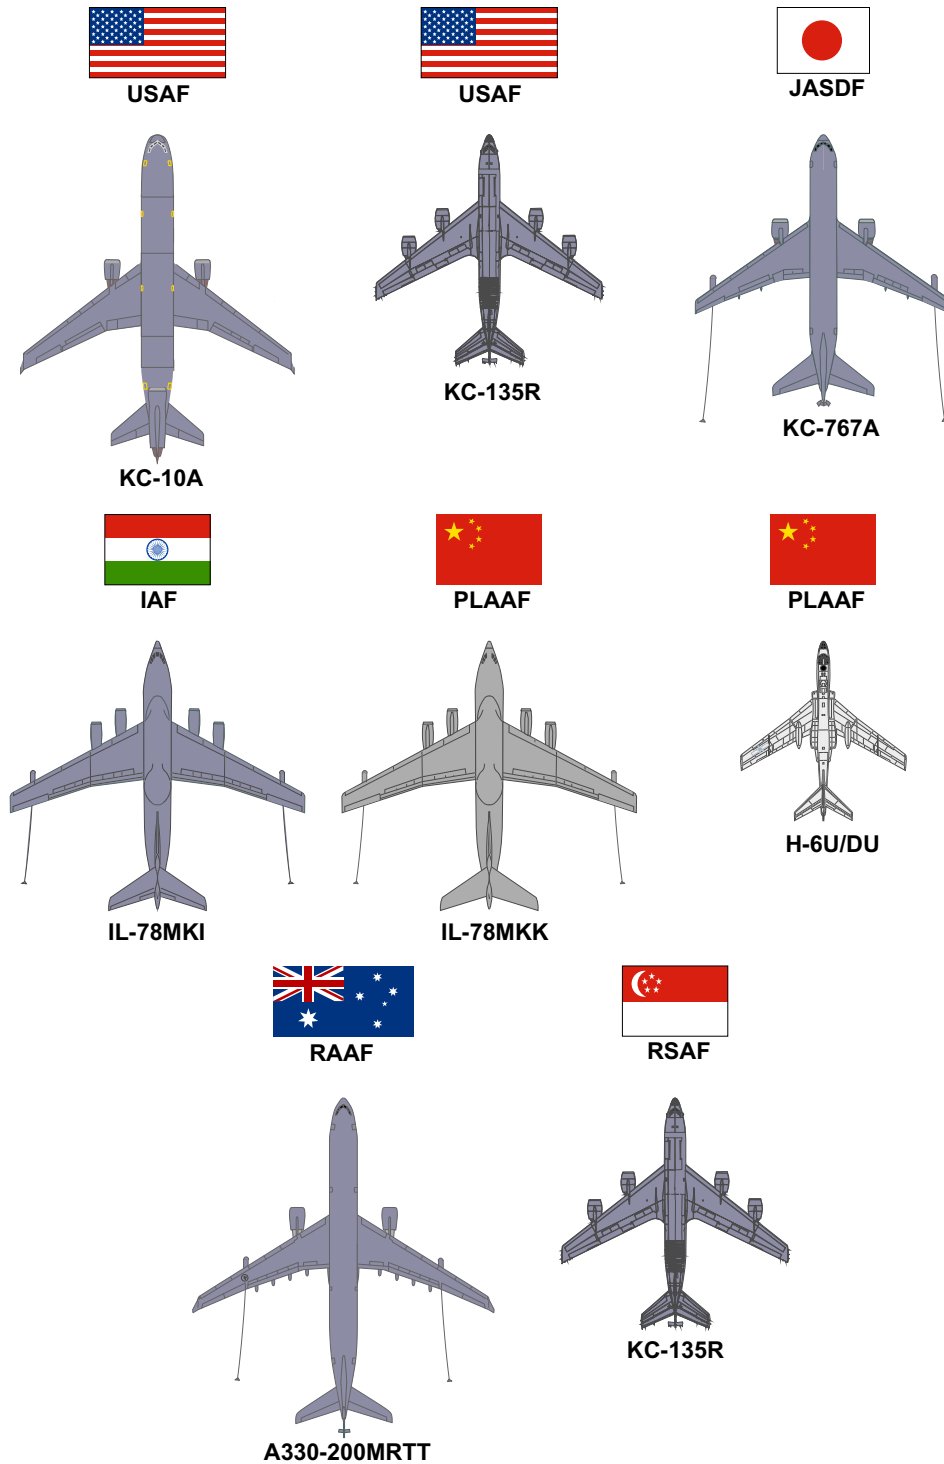 USAF
USAF
JASDF
KC-10A
KC-135R
KC-767A
IAF
PLAAF
PLAAF
IL-78MKI
IL-78MKK
H-6U/DU
RAAF
RSAF
A330-200MRTT
KC-135R